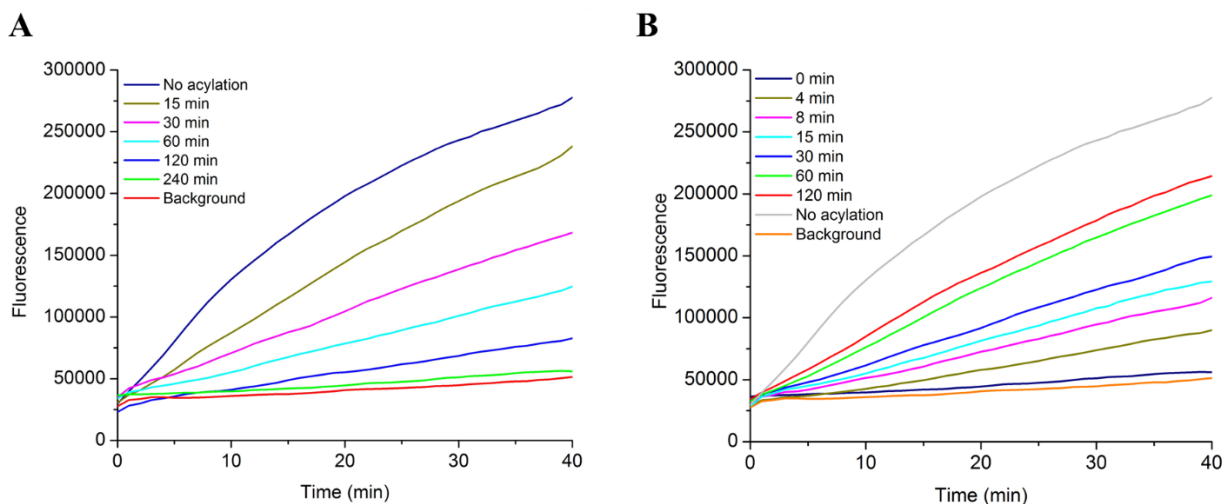 A
300000
250000
200000
150000
100000
50000
0
Fluorescence
No acylation
15 min
30 min
60 min
120 min
240 min
Background
0 10 20 30 40
Time (min)
B
300000
250000
200000
150000
100000
50000
0
Fluorescence
0 min
4 min
8 min
15 min
30 min
60 min
120 min
No acylation
Background
0 10 20 30 40
Time (min)